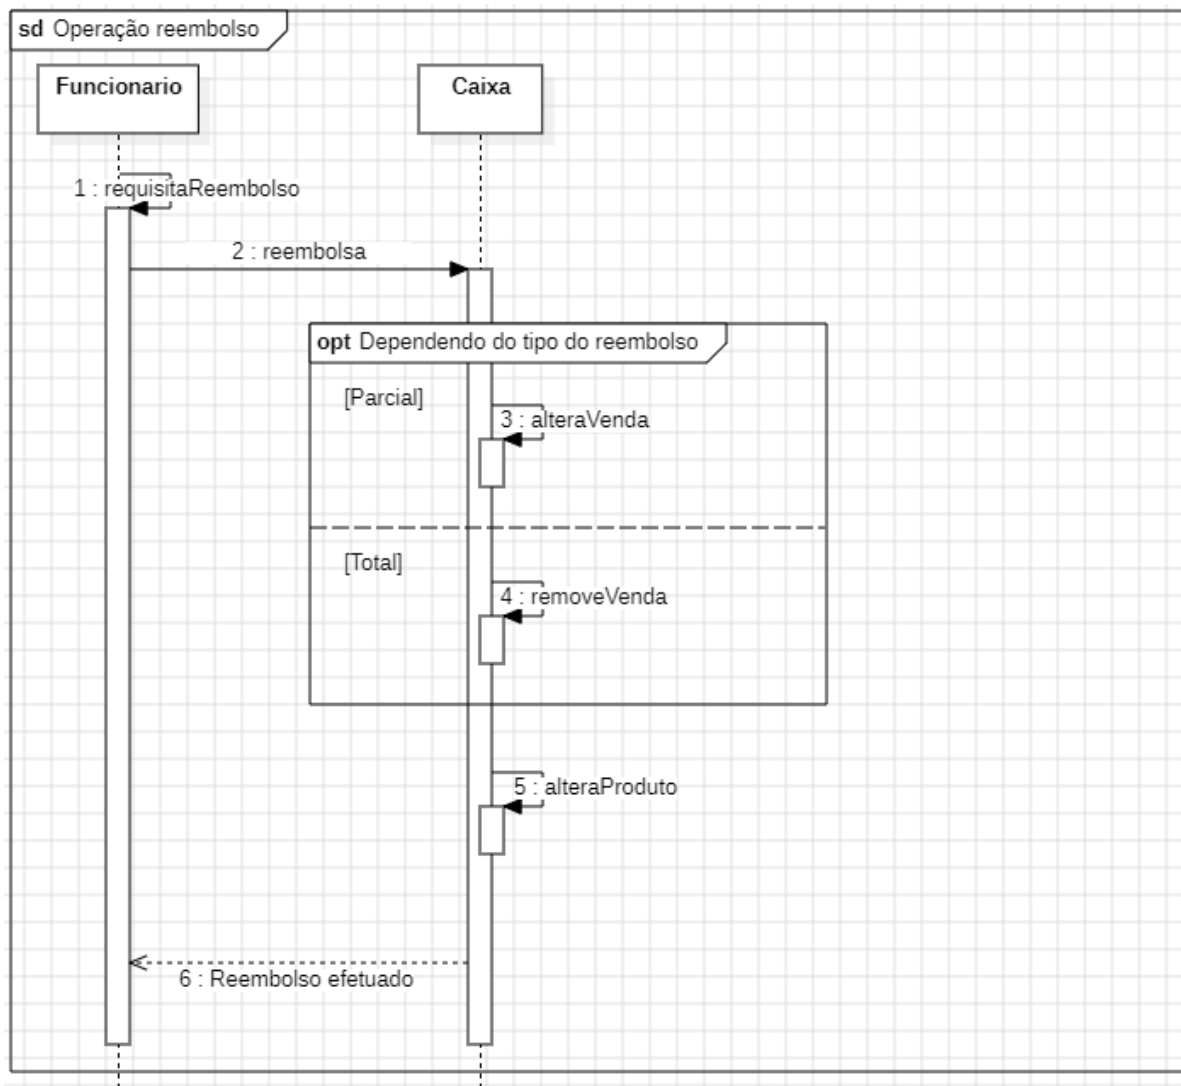 sd Operação reembolso
Funcionario
Caixa
1 : requisitaReembolso
2 : reembolsa
opt Dependendo do tipo do reembolso
[Parcial]
3 : alteraVenda
[Total]
4 : removeVenda
5 : alteraProduto
6 : Reembolso efetuado